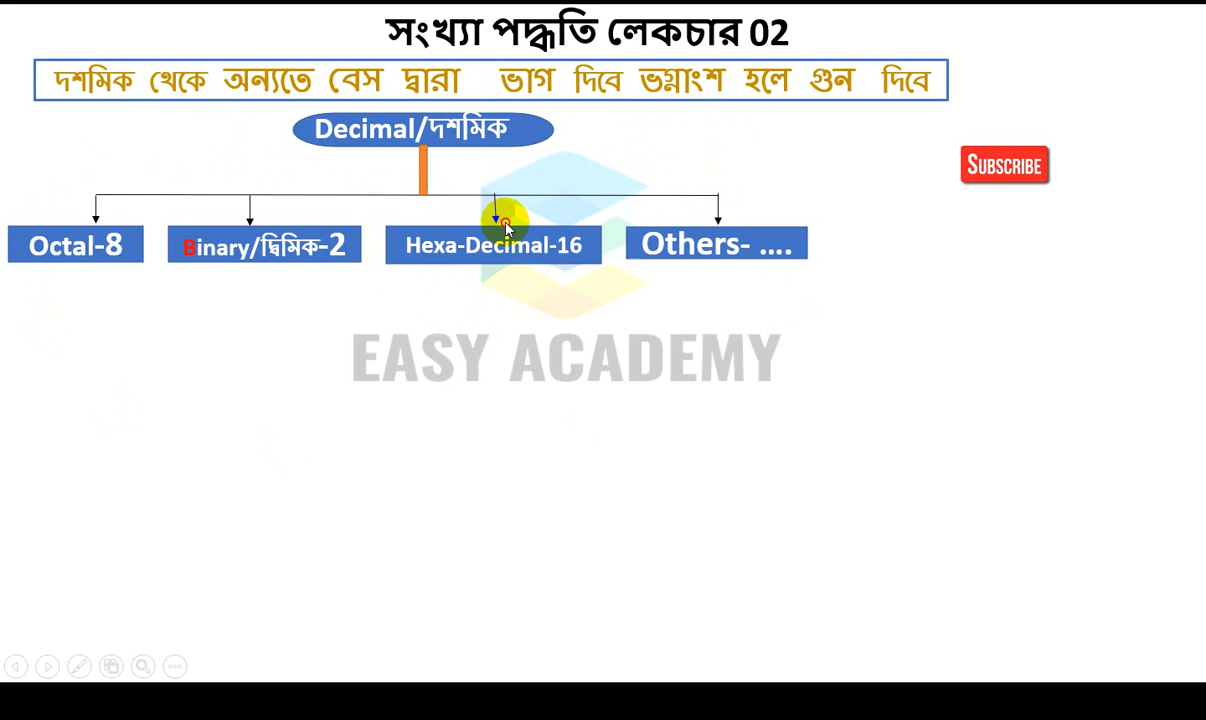 সংখ্যা পদ্ধতি লেকচার 02
দশমিক থেকে অন্যতে বেস দ্বারা ভাগ দিবে ভগ্নাংশ হলে গুন দিবে
Decimal/দশমিক
SUBSCRIBE
Octal-8 Binary/দ্বিমিক-2 Hexa-Decimal-16 Others- ....
EASY ACADEMY